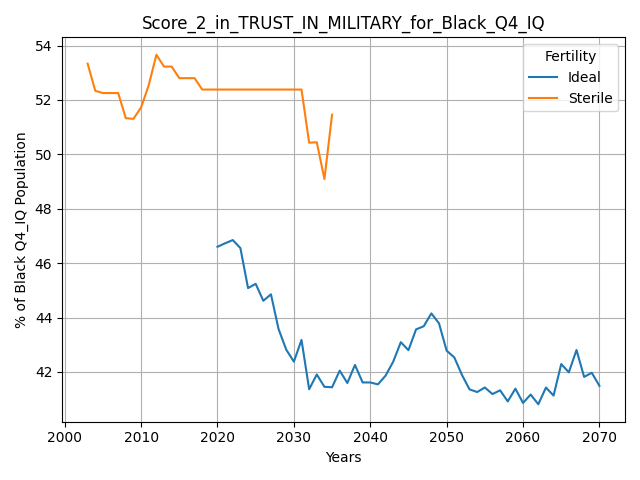 Score_2_in_TRUST_IN_MILITARY_for_Black_Q4_IQ
% of Black Q4_IQ Population
54
52
50
48
46
44
42
Fertility
Ideal
Sterile
2000 2010 2020 2030 2040 2050 2060 2070
Years